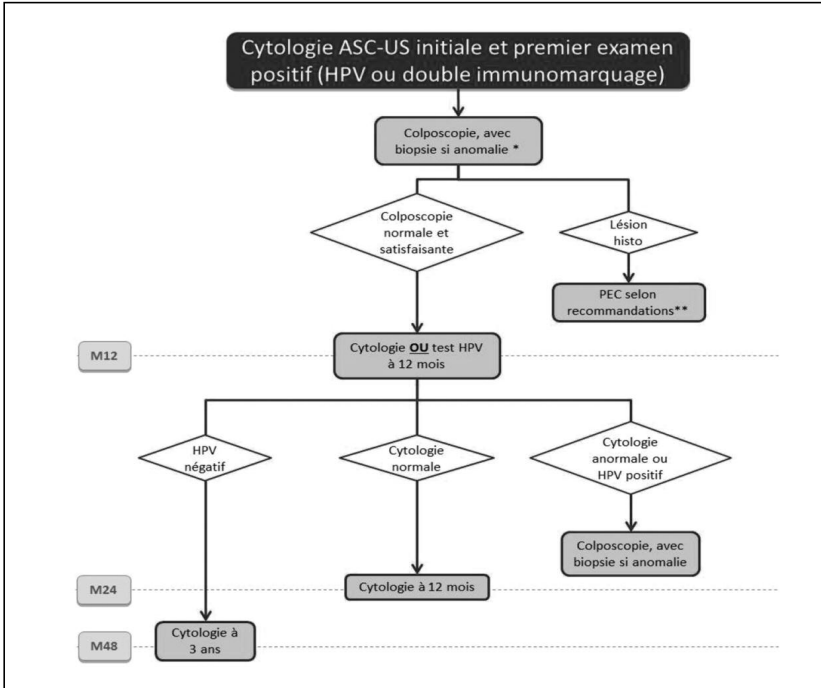 Cytologie ASC-US initiale et premier examen
positif (HPV ou double immunomarquage)
Colposcopie, avec
biopsie si anomalie *
Colposcopie
normale et
satisfaisante
Lésion
histo
PEC selon
recommandations**
M12
Cytologie OU test HPV
à 12 mois
HPV
négatif
Cytologie
normale
Cytologie
anormale ou
HPV positif
Colposcopie, avec
biopsie si anomalie
M24
Cytologie à 12 mois
M48
Cytologie à
3 ans